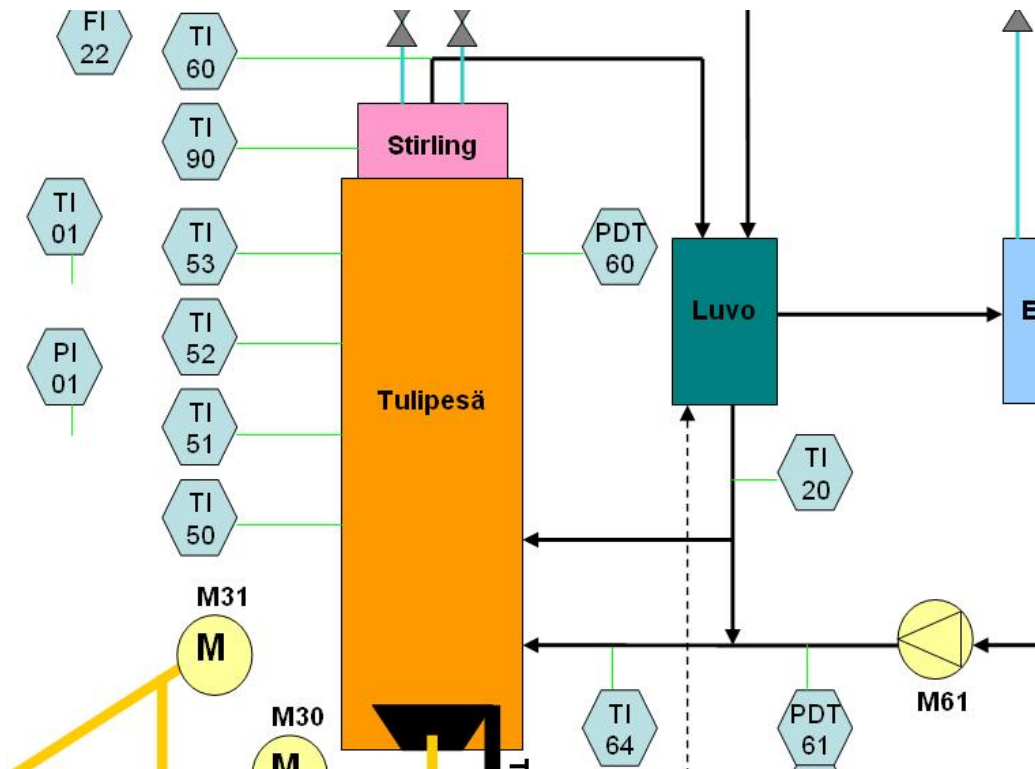 FI
22
TI
60
TI
90
Stirling
TI
01
TI
53
PDT
60
Luvo
E
TI
52
PI
01
Tulipesä
TI
51
TI
20
TI
50
M31
M
M61
M30
M
TI
64
PDT
61
T